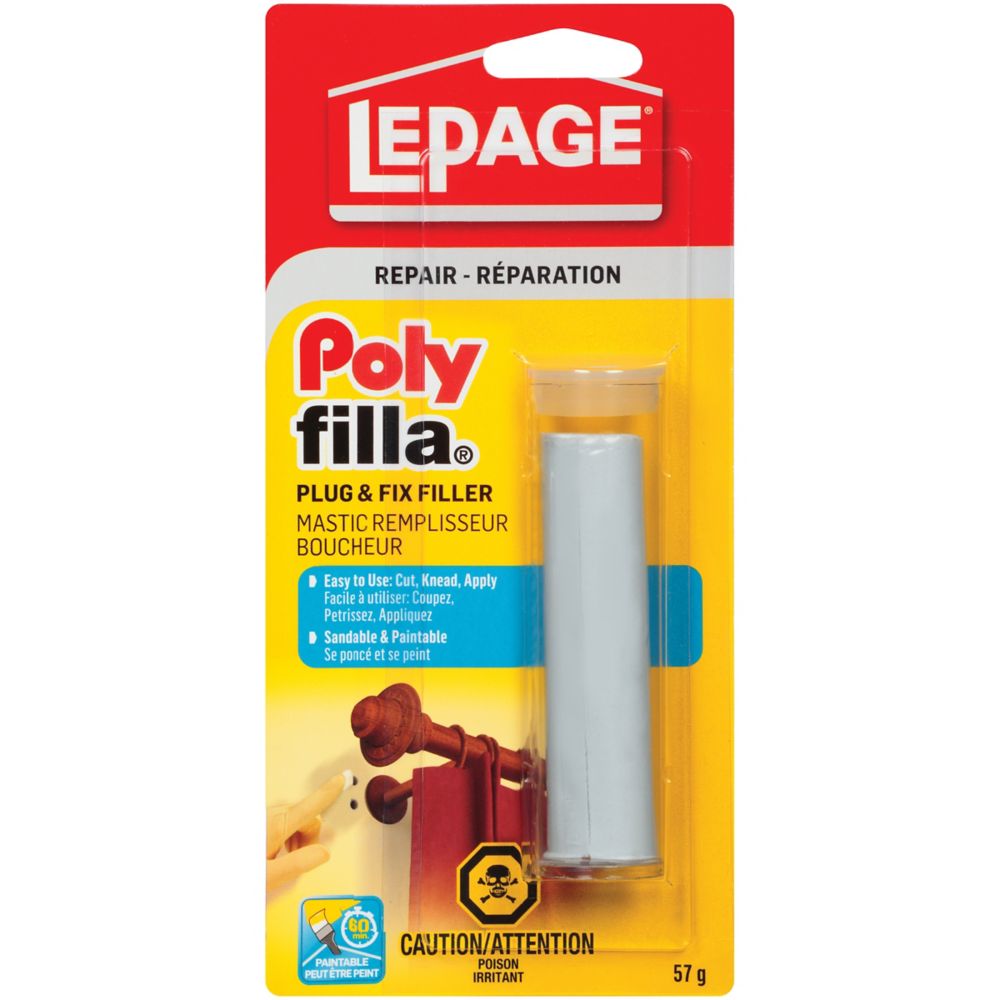 LEPAGE®
REPAIR - RÉPARATION
Poly
filla®
PLUG & FIX FILLER
MASTIC REMPLISSEUR
BOUCHEUR
Easy to Use: Cut, Knead, Apply
Facile à utiliser: Coupez,
Petrissez, Appliquez
Sandable & Paintable
Se poncé et se peint
60
min.
PAINTABLE
PEUT ÊTRE PEINT
CAUTION/ATTENTION
POISON
IRRITANT
57 g